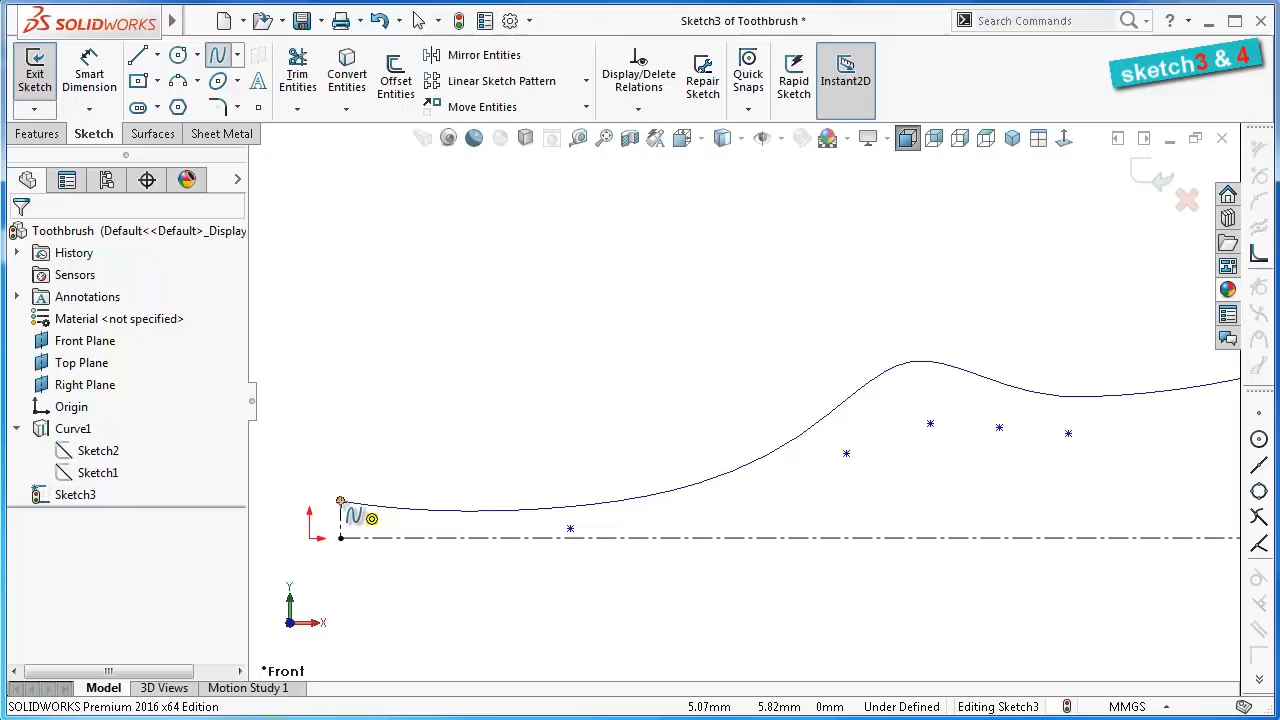 SOLIDWORKS
Sketch3 of Toothbrush *
Search Commands
?
sketch3 & 4
Exit Sketch
Smart Dimension
Trim Entities
Convert Entities
Offset Entities
Mirror Entities
Linear Sketch Pattern
Move Entities
Display/Delete Relations
Repair Sketch
Quick Snaps
Rapid Sketch
Instant2D
Features
Sketch
Surfaces
Sheet Metal
Toothbrush (Default<<Default>_Display
History
Sensors
Annotations
Material <not specified>
Front Plane
Top Plane
Right Plane
Origin
Curve1
Sketch2
Sketch1
Sketch3
Y
X
*Front
Model
3D Views
Motion Study 1
SOLIDWORKS Premium 2016 x64 Edition
5.07mm
5.82mm
0mm
Under Defined
Editing Sketch3
MMGS